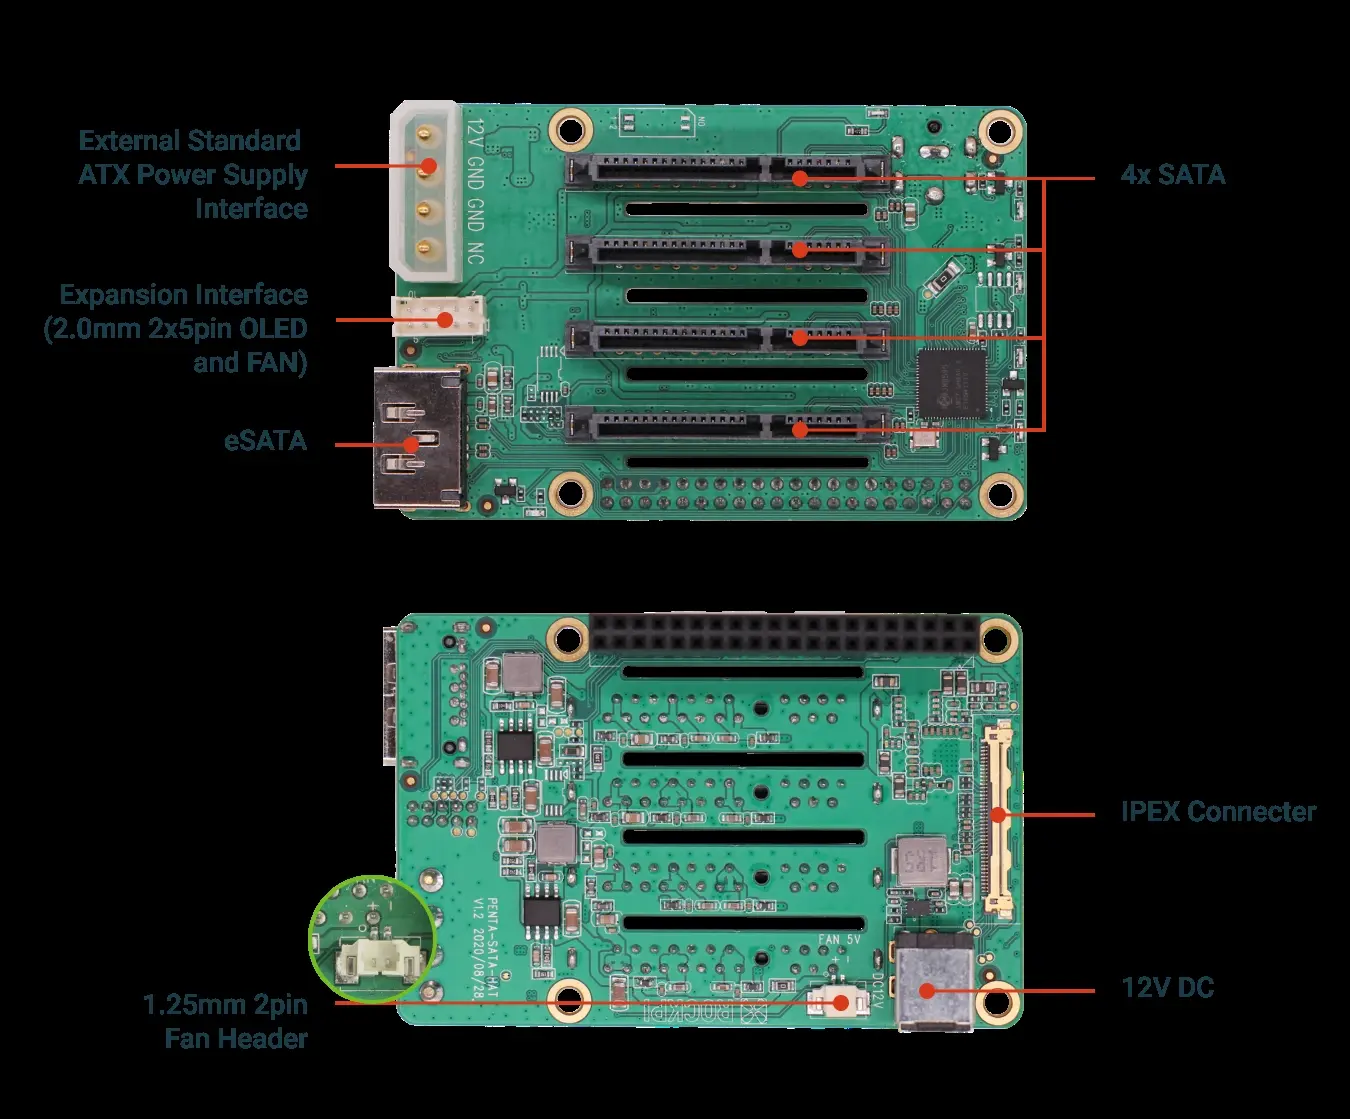 External Standard
ATX Power Supply
Interface
12V GND GND NC
4x SATA
Expansion Interface
(2.0mm 2x5pin OLED
and FAN)
eSATA
IPEX Connecter
PENTA-SATA-HAT
V1.2 2020/08/28
FAN 5V
+ -
DC12V
ROCKPI
12V DC
1.25mm 2pin
Fan Header